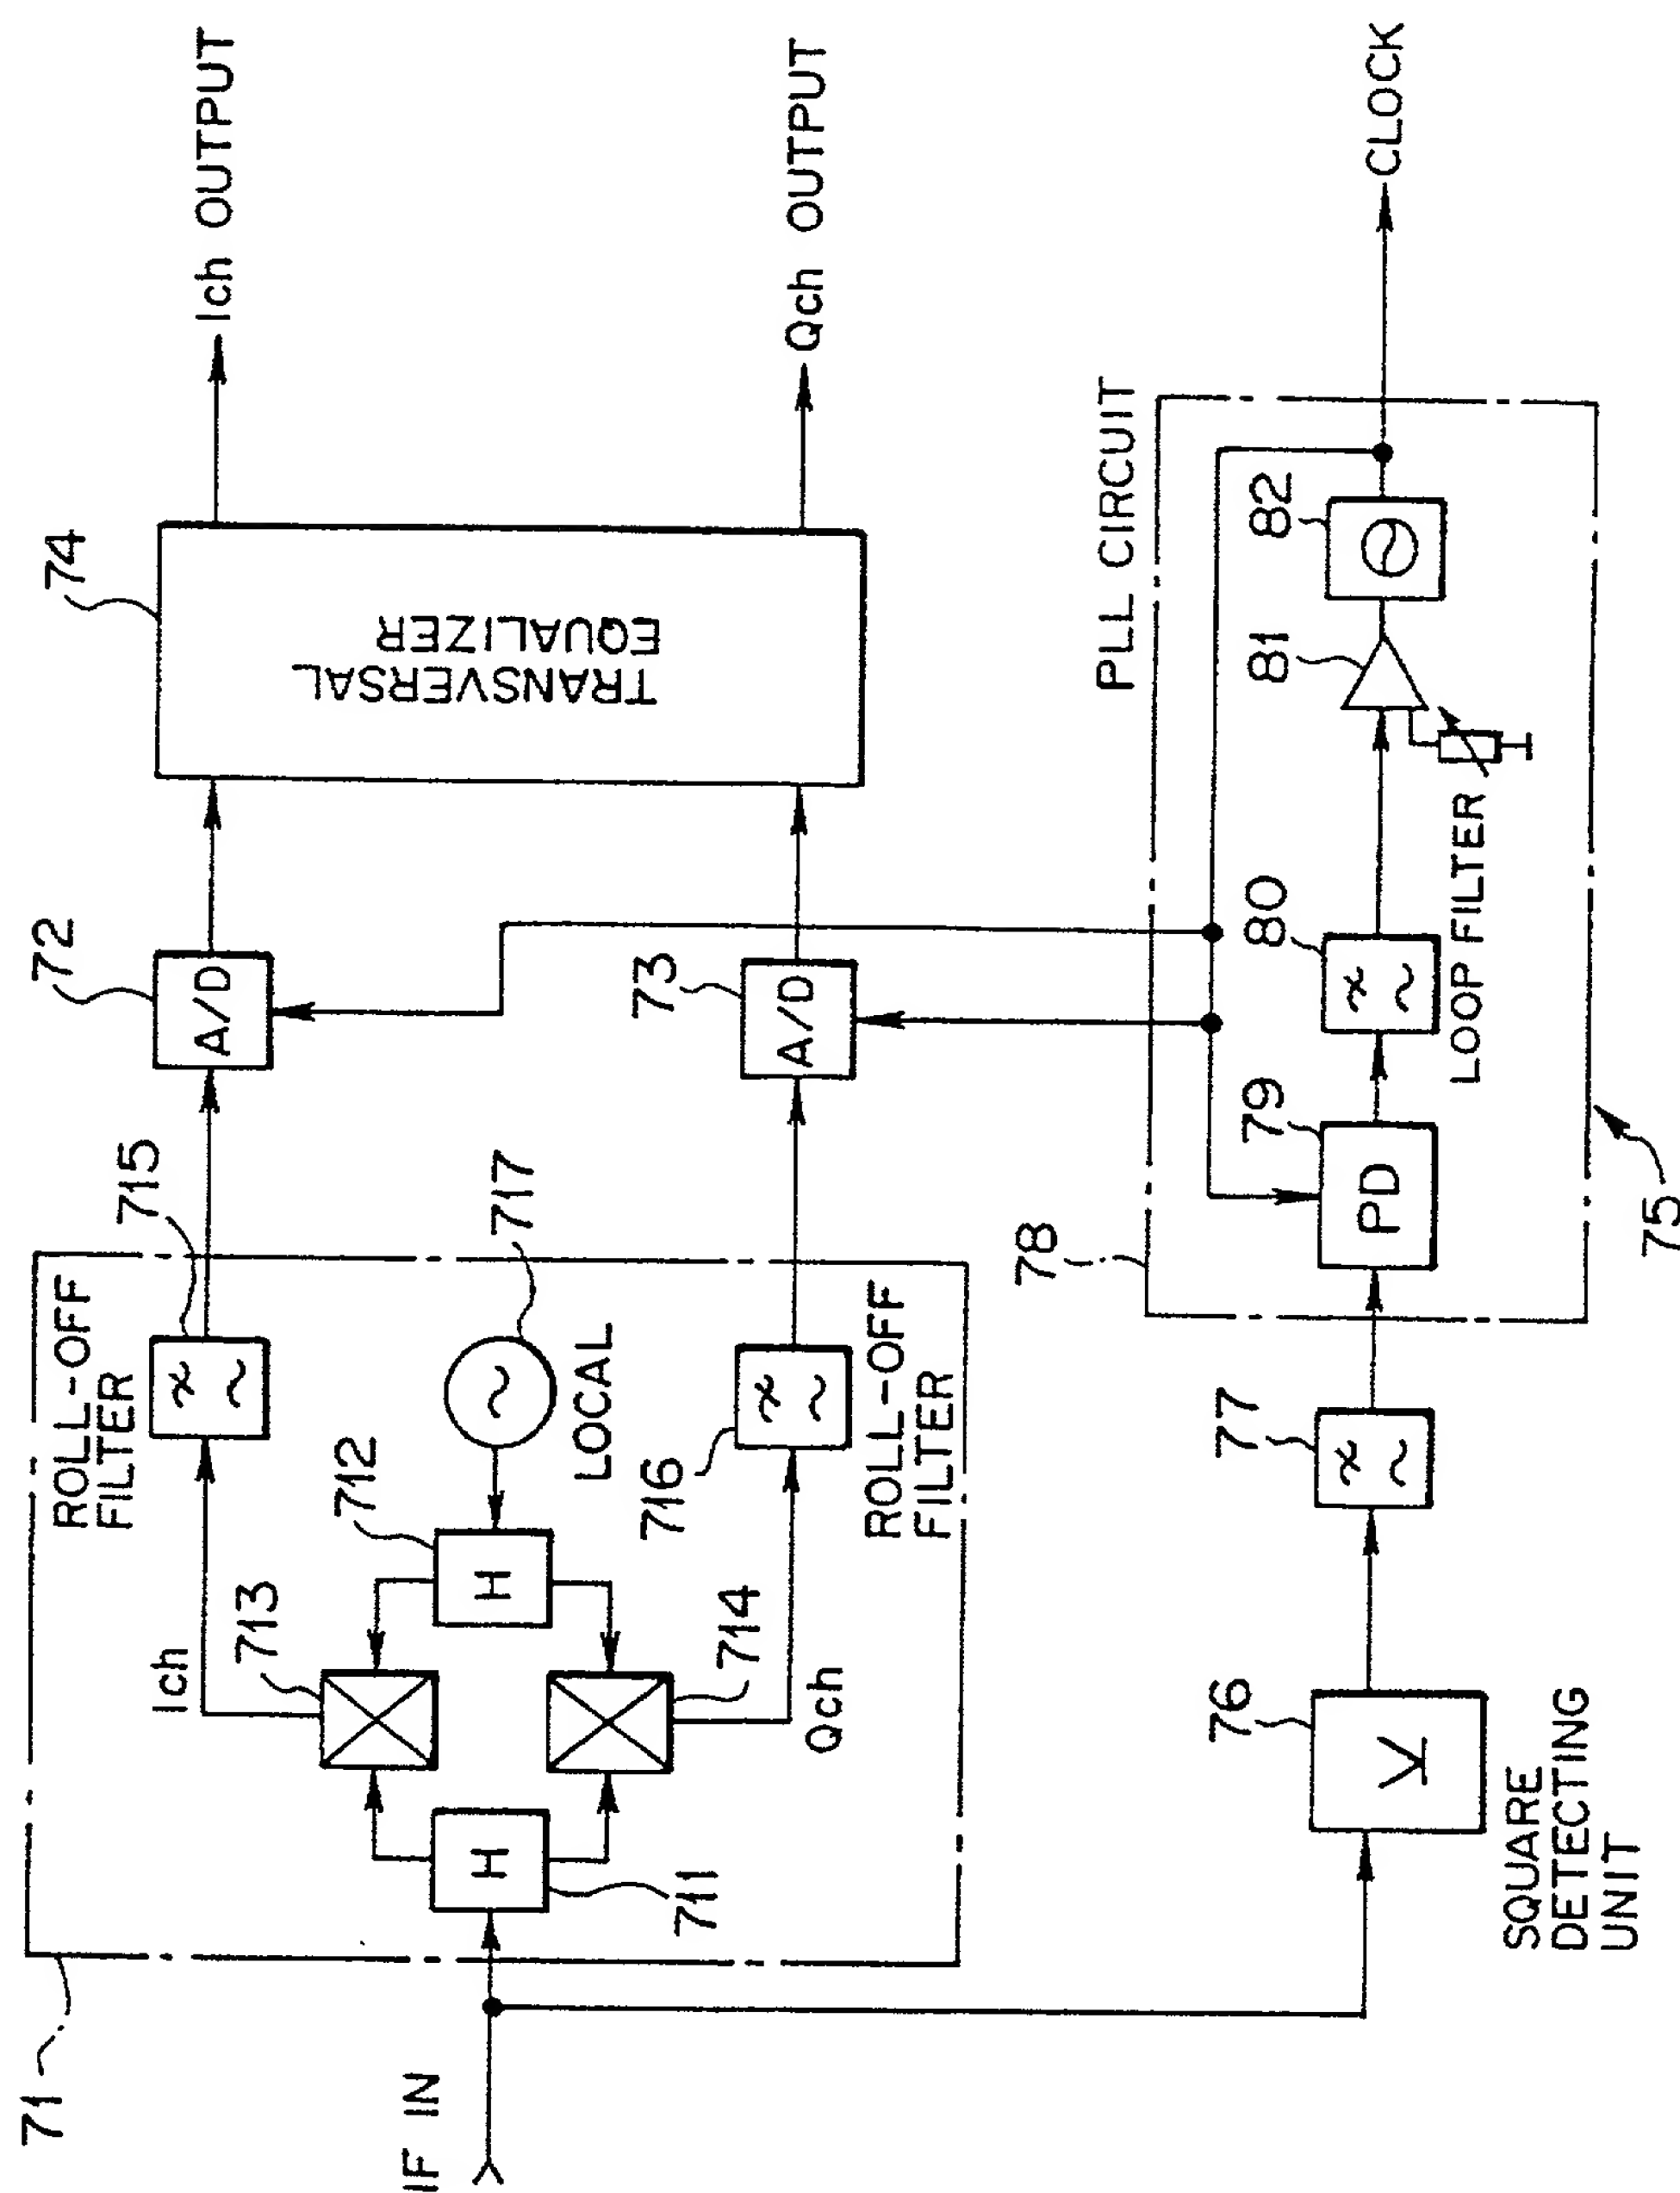 71
ROLL-OFF
FILTER
715
72
74
Ich OUTPUT
Ich
713
A/D
TRANSVERSAL
EQUALIZER
712
717
H
H
LOCAL
IF IN
711
714
716
73
A/D
Qch OUTPUT
Qch
ROLL-OFF
FILTER
78
PLL CIRCUIT
76
77
79
80
81
82
PD
CLOCK
LOOP FILTER
SQUARE
DETECTING
UNIT
75